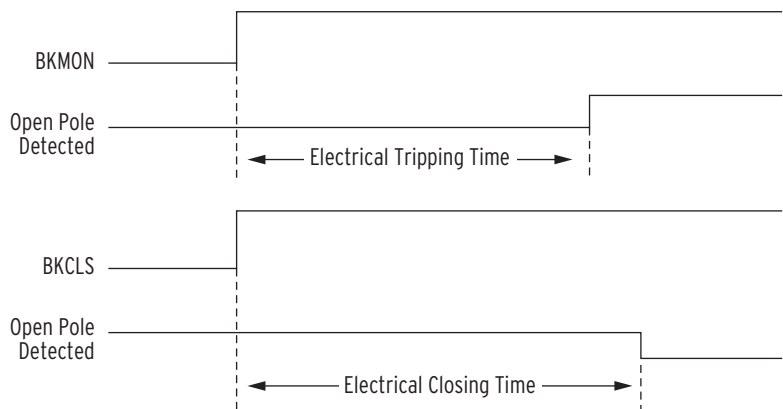 BKMON
Open Pole
Detected
Electrical Tripping Time
BKCLS
Open Pole
Detected
Electrical Closing Time